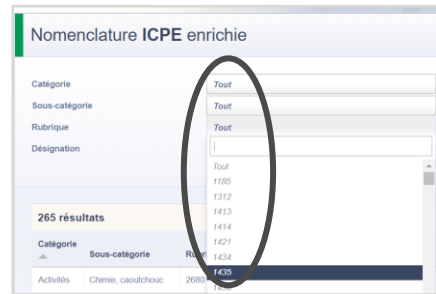 Nomenclature ICPE enrichie
Catégorie Tout
Sous-catégorie Tout
Rubrique Tout
Désignation
Tout
1185
1312
1413
1414
1421
1434
1435
265 résultats
Catégorie Sous-catégorie
Activités Chimie, caoutchouc 2680